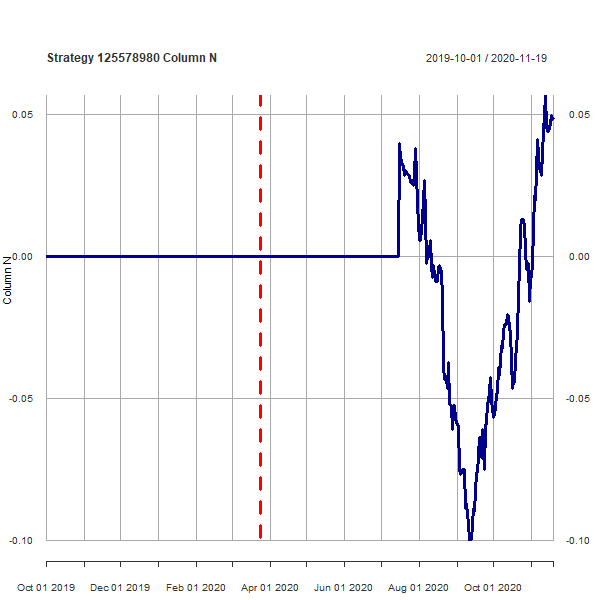 Strategy 125578980 Column N
2019-10-01 / 2020-11-19
0.05 0.05
0.00 0.00
Column N
-0.05 -0.05
-0.10 -0.10
Oct 01 2019 Dec 01 2019 Feb 01 2020 Apr 01 2020 Jun 01 2020 Aug 01 2020 Oct 01 2020